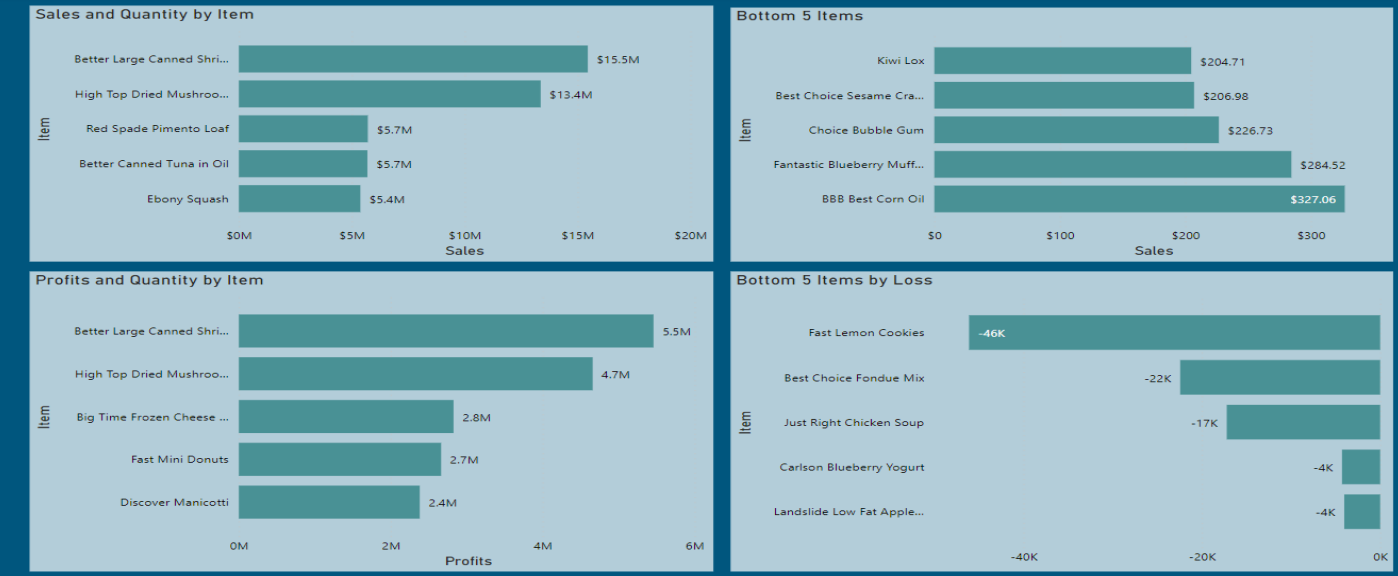 Sales and Quantity by Item
Item
Better Large Canned Shri... $15.5M
High Top Dried Mushroo... $13.4M
Red Spade Pimento Loaf $5.7M
Better Canned Tuna in Oil $5.7M
Ebony Squash $5.4M
$0M $5M $10M $15M $20M
Sales
Bottom 5 Items
Item
Kiwi Lox $204.71
Best Choice Sesame Cra... $206.98
Choice Bubble Gum $226.73
Fantastic Blueberry Muff... $284.52
BBB Best Corn Oil $327.06
$0 $100 $200 $300
Sales
Profits and Quantity by Item
Item
Better Large Canned Shri... 5.5M
High Top Dried Mushroo... 4.7M
Big Time Frozen Cheese ... 2.8M
Fast Mini Donuts 2.7M
Discover Manicotti 2.4M
0M 2M 4M 6M
Profits
Bottom 5 Items by Loss
Item
Fast Lemon Cookies -46K
Best Choice Fondue Mix -22K
Just Right Chicken Soup -17K
Carlson Blueberry Yogurt -4K
Landslide Low Fat Apple... -4K
-40K -20K 0K